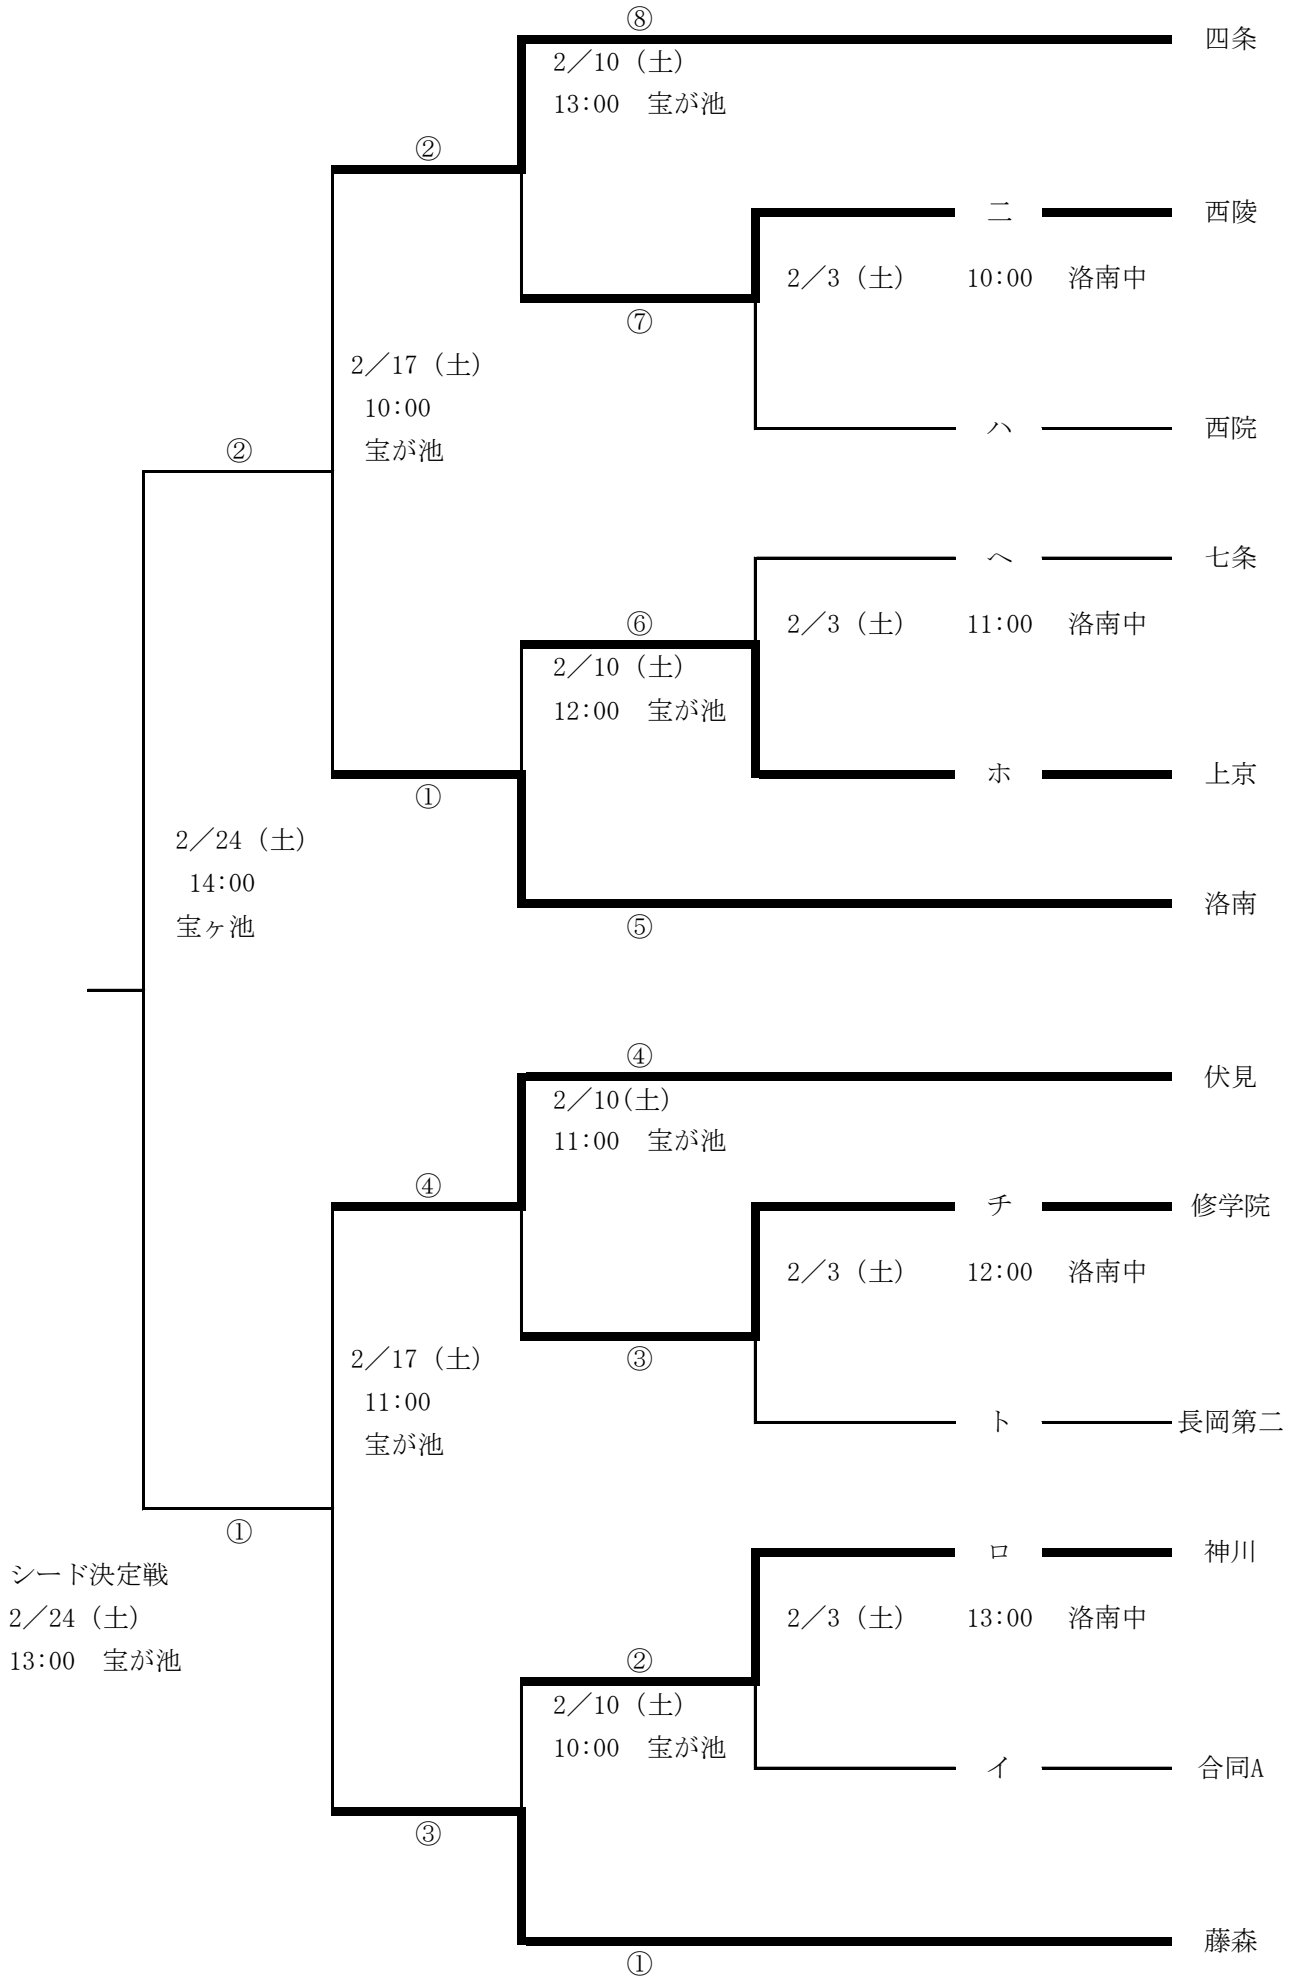 ⑧
四条
2／10（土）
13:00　宝が池
②
ニ
西陵
2／3（土）　10:00　洛南中
⑦
2／17（土）
10:00
宝が池
ハ
西院
②
ヘ
七条
⑥
2／3（土）　11:00　洛南中
2／10（土）
12:00　宝が池
ホ
上京
①
2／24（土）
14:00
宝ヶ池
洛南
⑤
④
伏見
2／10(土）
11:00　宝が池
④
チ
修学院
2／3（土）　12:00　洛南中
③
2／17（土）
11:00
宝が池
ト
長岡第二
①
ロ
神川
シード決定戦
2／24（土）
13:00　宝が池
2／3（土）　13:00　洛南中
②
2／10（土）
10:00　宝が池
イ
合同A
③
藤森
①